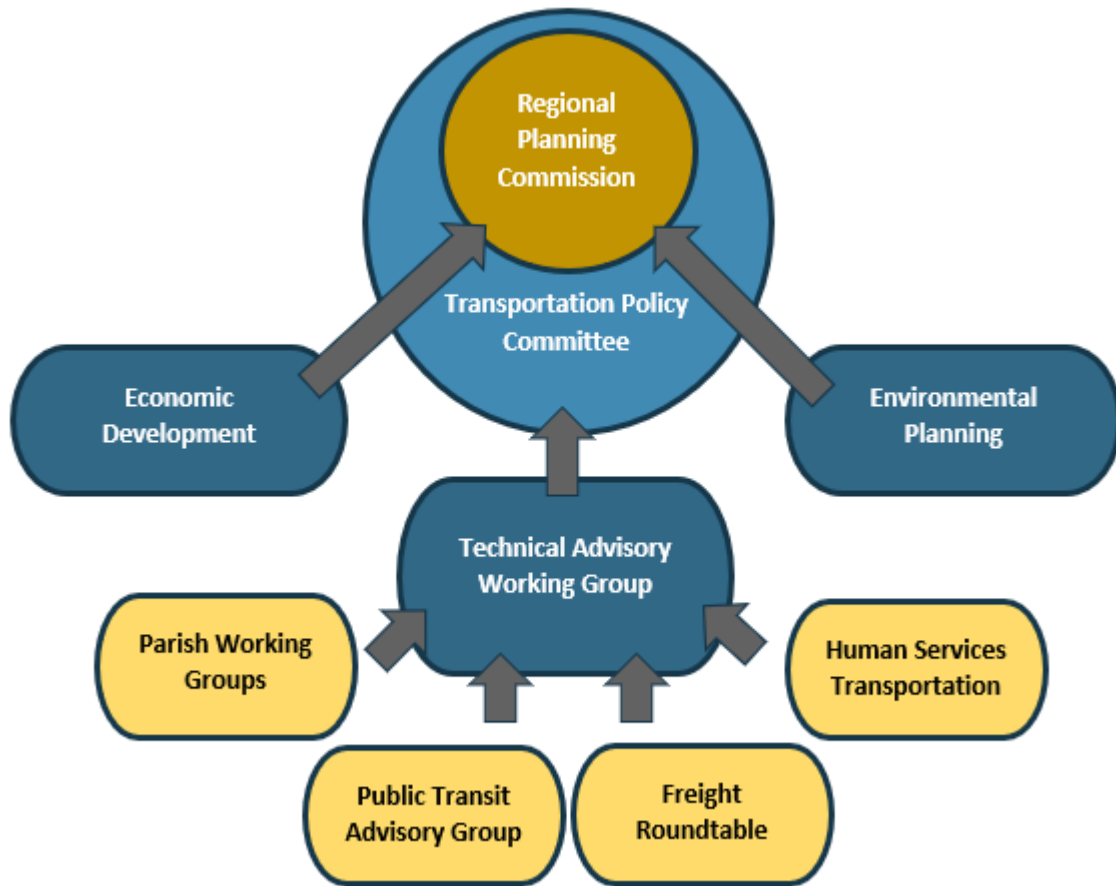 Regional
Planning
Commission
Transportation Policy
Committee
Economic
Development
Environmental
Planning
Technical Advisory
Working Group
Parish Working
Groups
Human Services
Transportation
Public Transit
Advisory Group
Freight
Roundtable